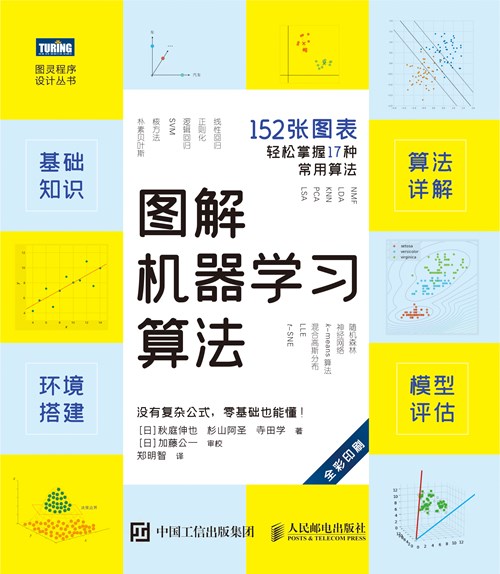 TURING
图灵程序
设计丛书
152张图表
轻松掌握17种
常用算法
线性回归
正则化
逻辑回归
SVM
核方法
朴素贝叶斯
NMF
LDA
KNN
PCA
LSA
基础
知识
算法
详解
图解
机器学习
算法
随机森林
神经网络
k-means算法
混合高斯分布
LLE
t-SNE
环境
搭建
模型
评估
没有复杂公式，零基础也能懂！
[日]秋庭伸也 杉山阿圣 寺田学 著
[日]加藤公一 审校
郑明智 译
全彩印刷
中国工信出版集团
人民邮电出版社
POSTS & TELECOM PRESS